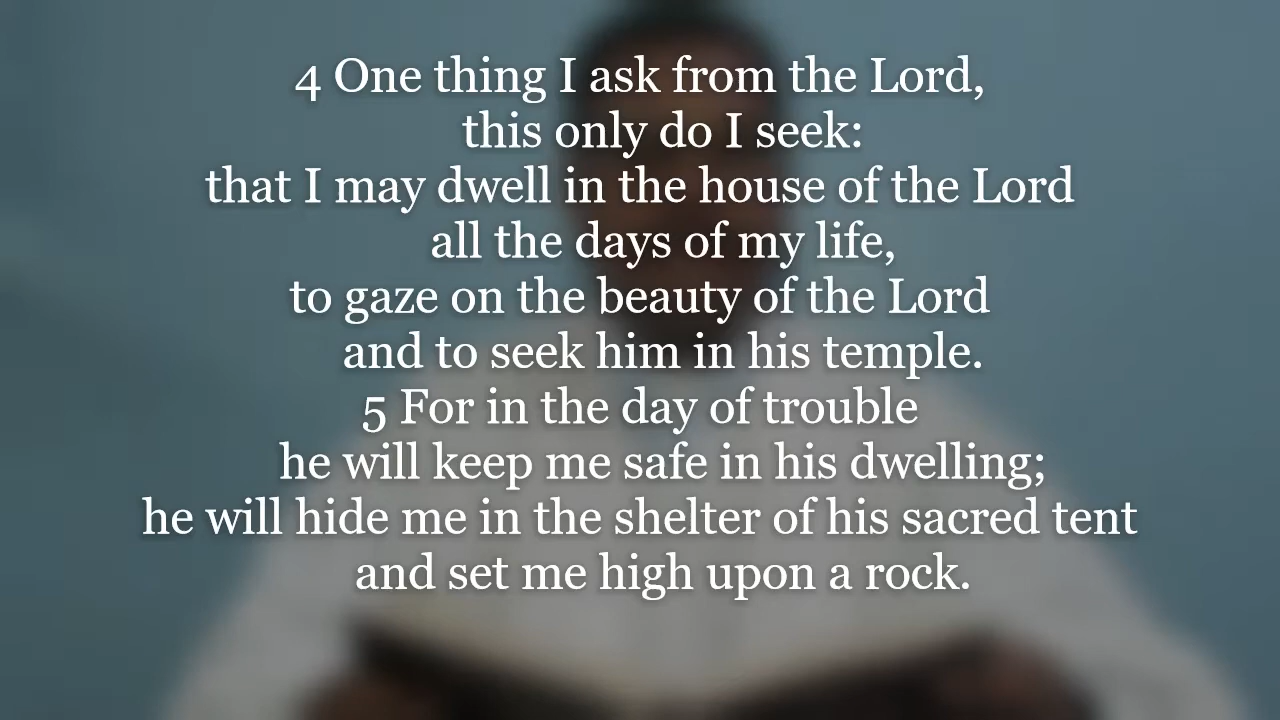 4 One thing I ask from the Lord,
this only do I seek:
that I may dwell in the house of the Lord
all the days of my life,
to gaze on the beauty of the Lord
and to seek him in his temple.
5 For in the day of trouble
he will keep me safe in his dwelling;
he will hide me in the shelter of his sacred tent
and set me high upon a rock.